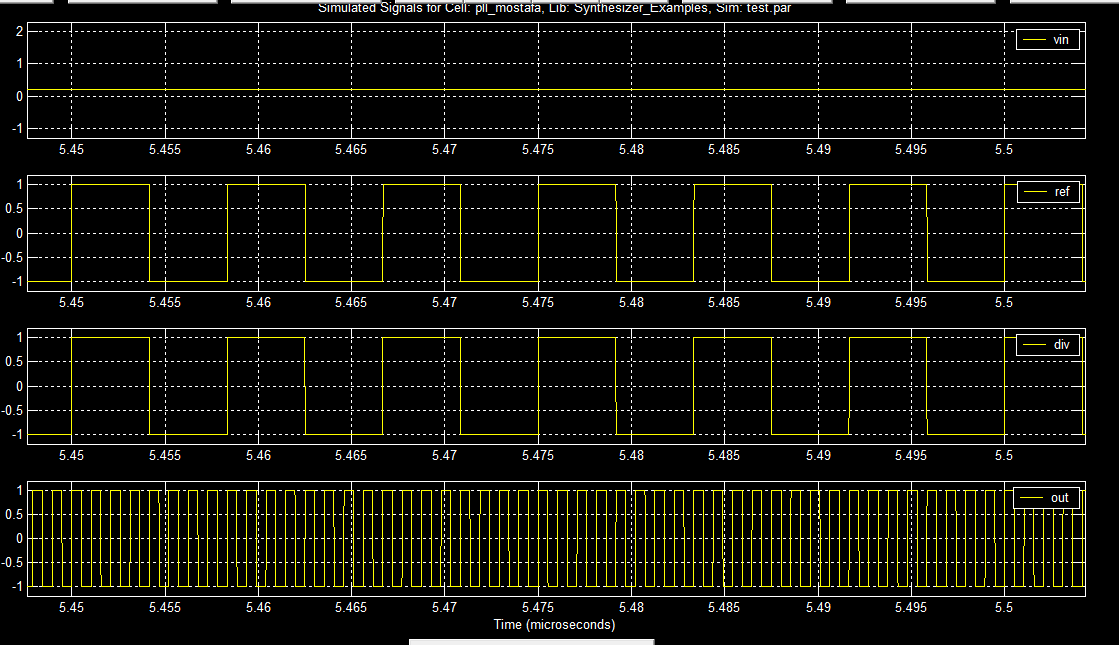 Simulated Signals for Cell: pll_mostafa, Lib: Synthesizer_Examples, Sim: test.par
2
vin
1
0
-1
5.45 5.455 5.46 5.465 5.47 5.475 5.48 5.485 5.49 5.495 5.5
1
ref
0.5
0
-0.5
-1
5.45 5.455 5.46 5.465 5.47 5.475 5.48 5.485 5.49 5.495 5.5
1
div
0.5
0
-0.5
-1
5.45 5.455 5.46 5.465 5.47 5.475 5.48 5.485 5.49 5.495 5.5
1
out
0.5
0
-0.5
-1
5.45 5.455 5.46 5.465 5.47 5.475 5.48 5.485 5.49 5.495 5.5
Time (microseconds)